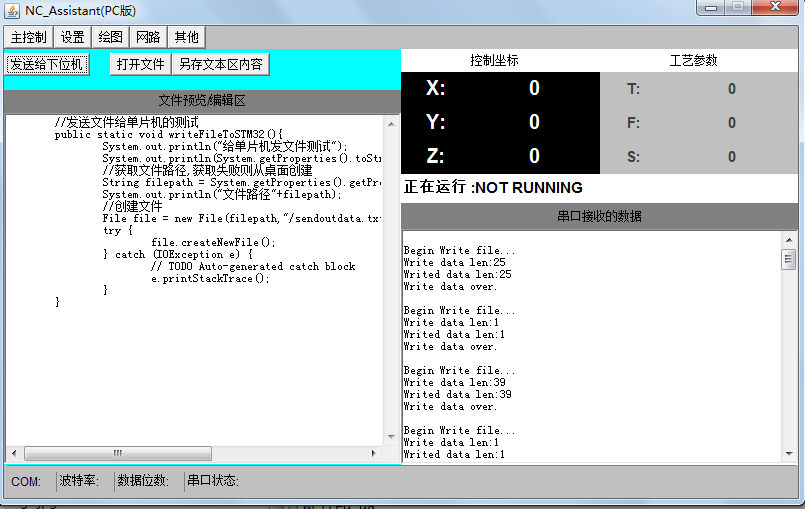 NC_Assistant(PC版)
主控制 设置 绘图 网路 其他
发送给下位机 打开文件 另存文本区内容
文件预览/编辑区
//发送文件给单片机的测试
public static void writeFileToSTM32(){
System.out.println("给单片机发文件测试");
System.out.println(System.getProperties().toStr
//获取文件路径,获取失败则从桌面创建
String filepath = System.getProperties().getPro
System.out.println("文件路径"+filepath);
//创建文件
File file = new File(filepath,"/sendoutdata.tx
try {
file.createNewFile();
} catch (IOException e) {
// TODO Auto-generated catch block
e.printStackTrace();
}
}
控制坐标 工艺参数
X: 0 T: 0
Y: 0 F: 0
Z: 0 S: 0
正在运行 :NOT RUNNING
串口接收的数据
Begin Write file...
Write data len:25
Writed data len:25
Write data over.
Begin Write file...
Write data len:1
Writed data len:1
Write data over.
Begin Write file...
Write data len:39
Writed data len:39
Write data over.
Begin Write file...
Write data len:1
Writed data len:1
COM: 波特率: 数据位数: 串口状态: